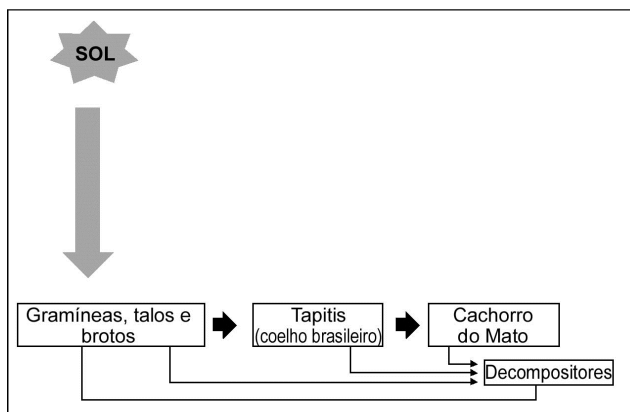 SOL
Gramíneas, talos e
brotos
Tapitis
(coelho brasileiro)
Cachorro
do Mato
Decompositores